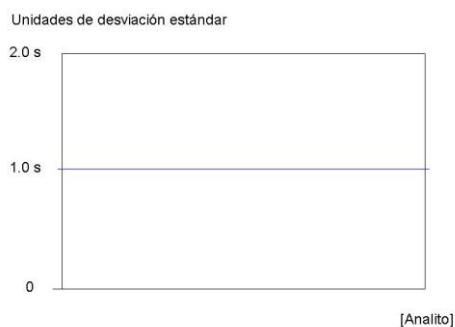 Unidades de desviación estándar
2.0 s
1.0 s
0
[Analito]